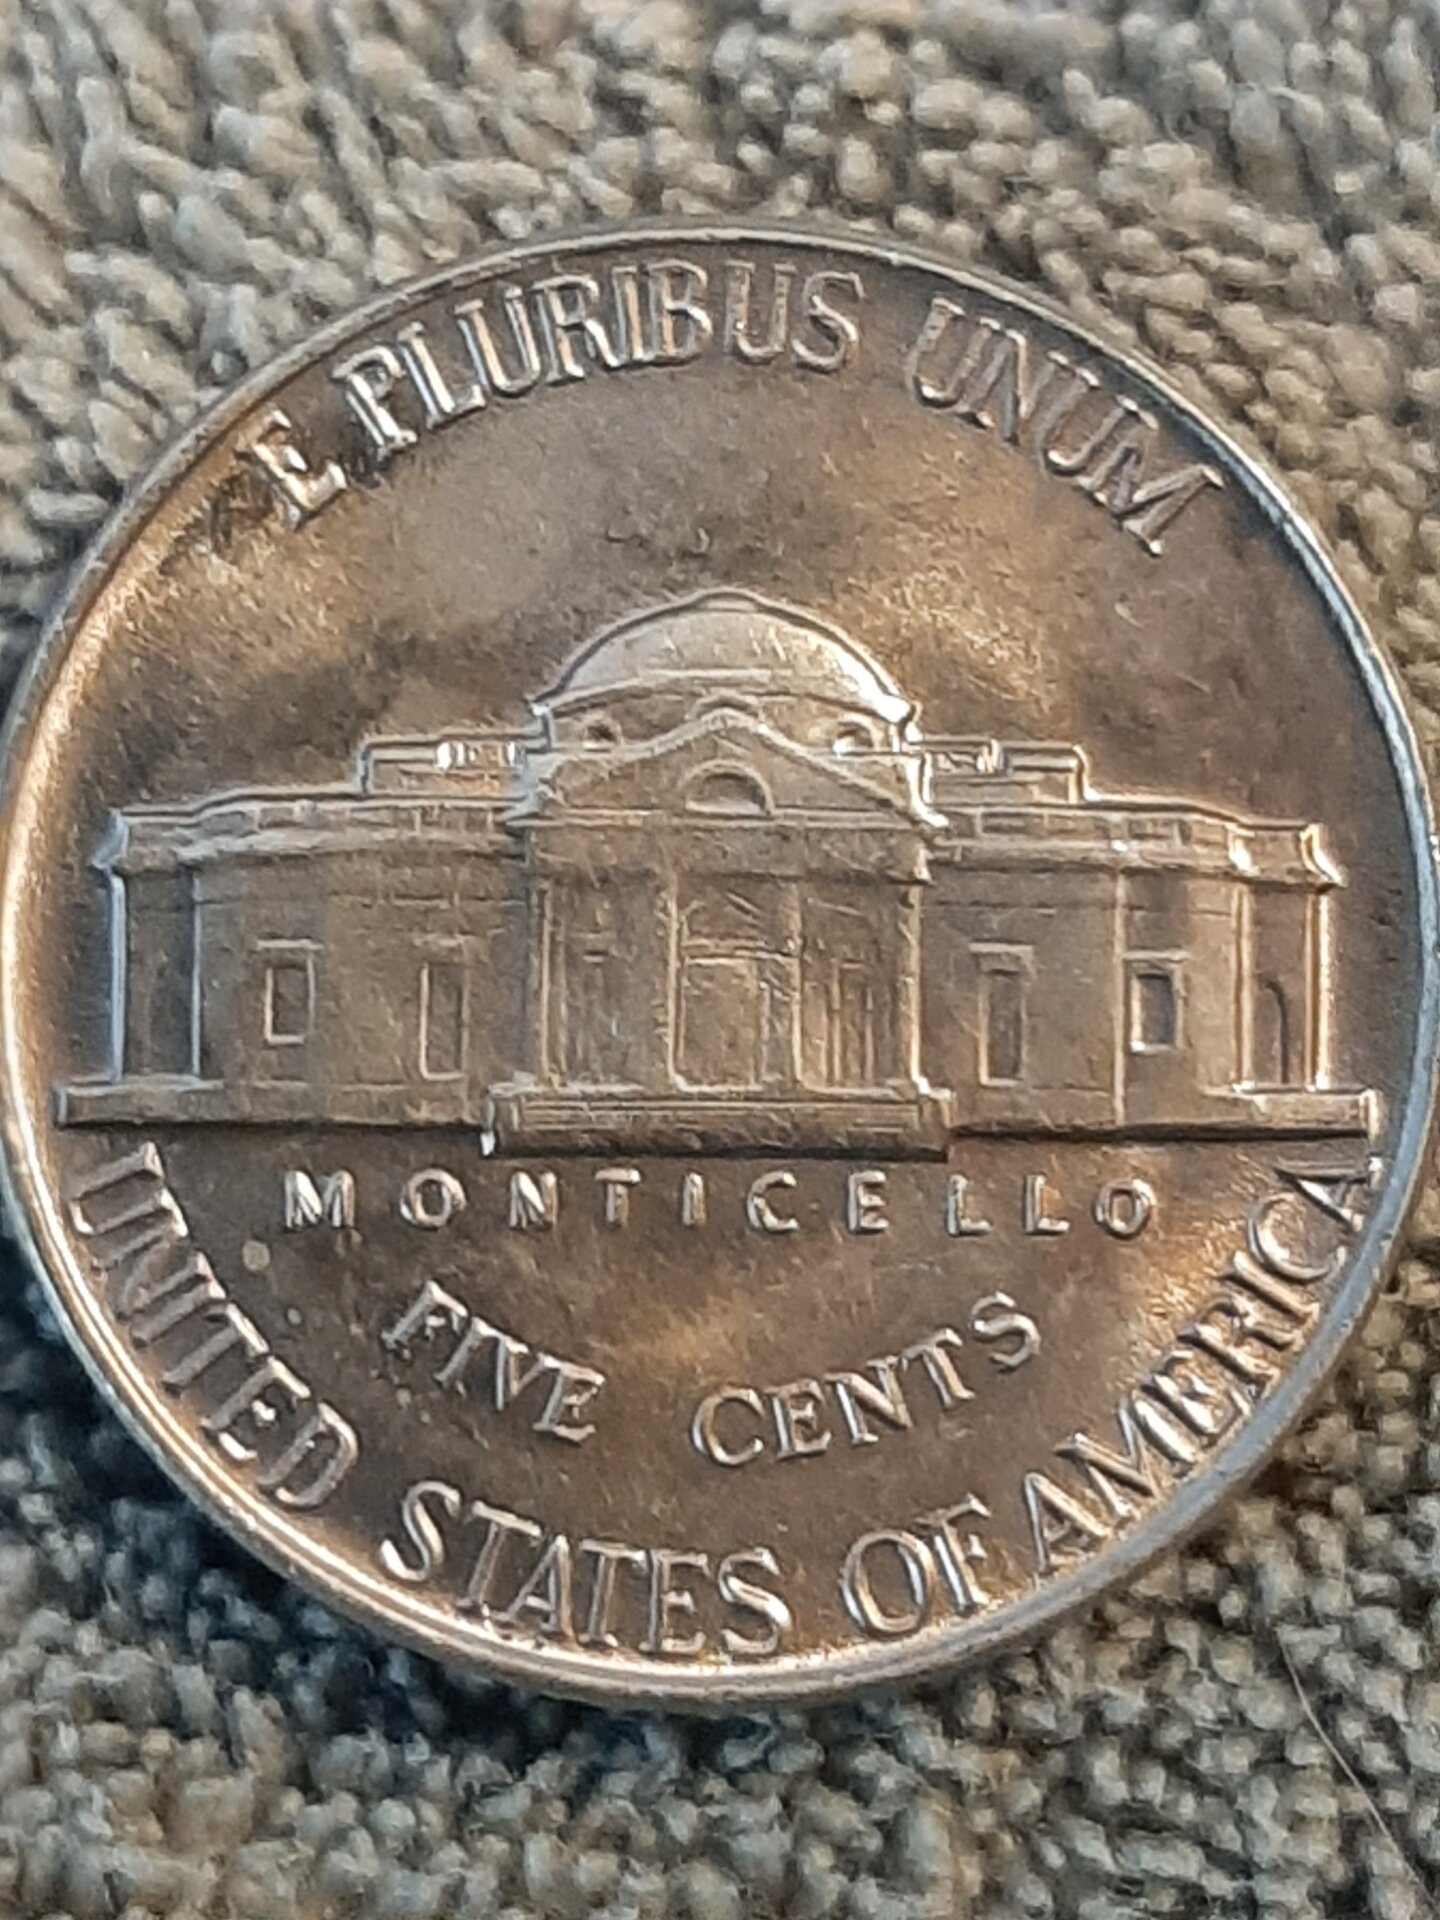 E PLURIBUS UNUM
MONTICELLO
FIVE CENTS
UNITED STATES OF AMERICA